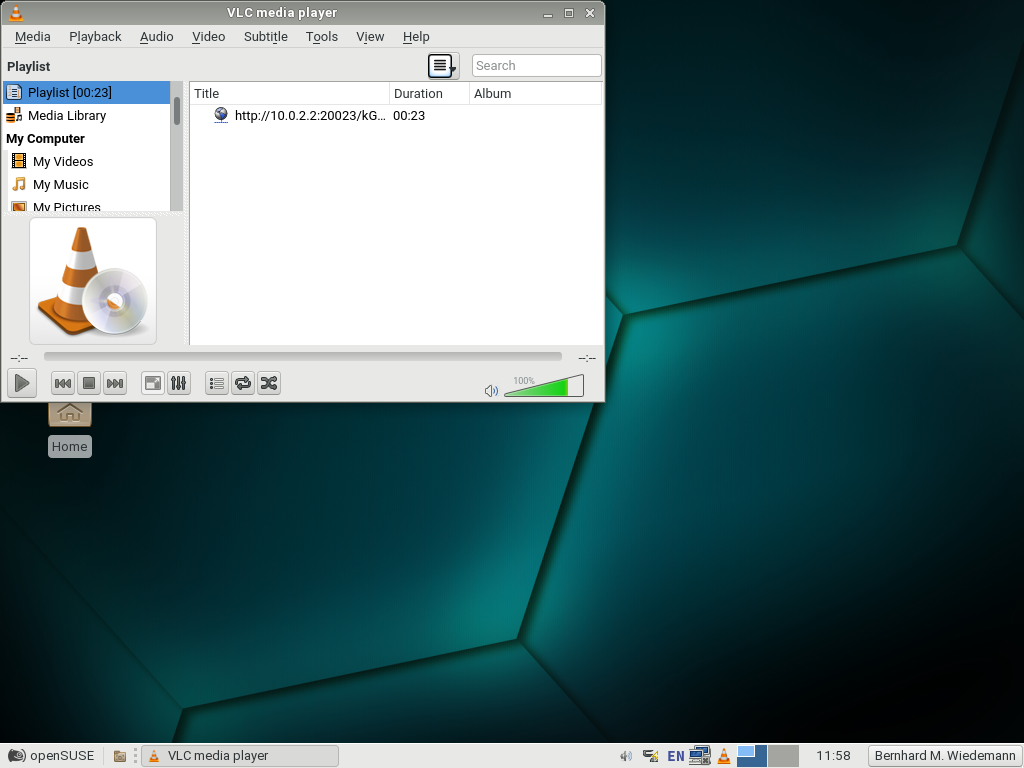 VLC media player
Media Playback Audio Video Subtitle Tools View Help
Playlist
Search
Playlist [00:23]
Media Library
My Computer
My Videos
My Music
My Pictures
Title Duration Album
http://10.0.2.2:20023/kG... 00:23
--:-- --:--
100%
Home
openSUSE
VLC media player
EN
11:58
Bernhard M. Wiedemann